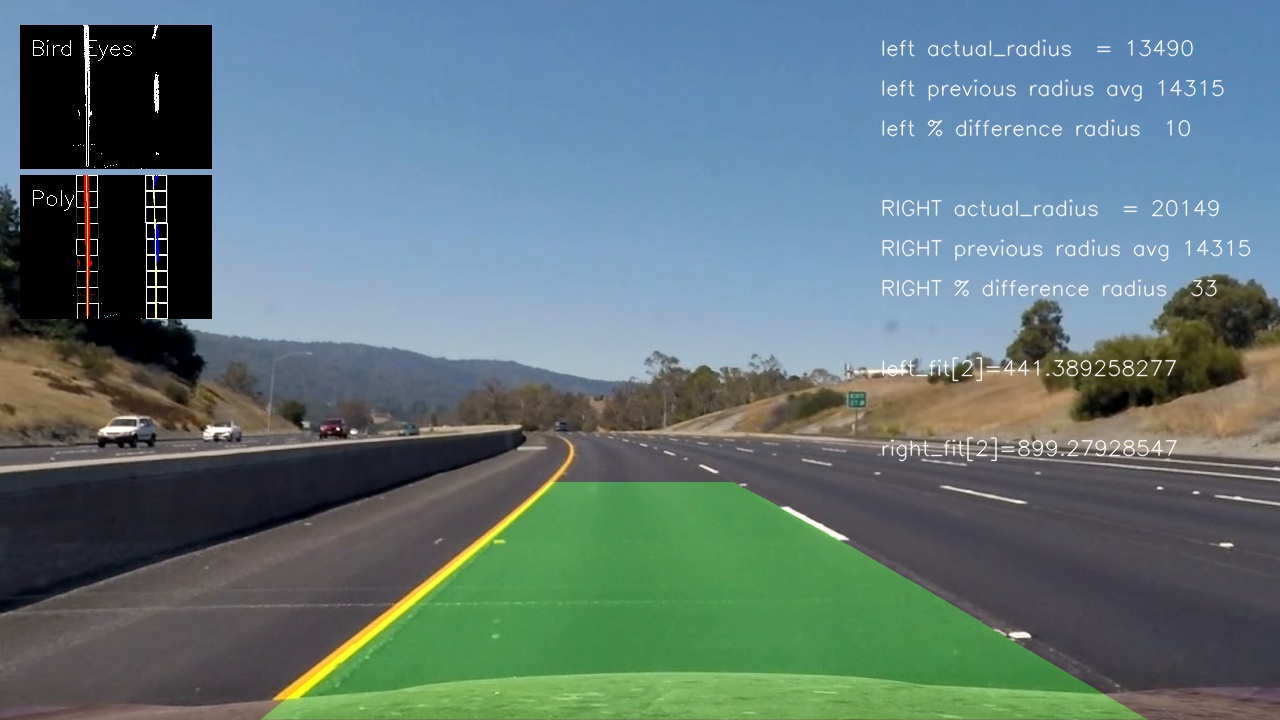 Bird Eyes
Poly
left actual_radius = 13490
left previous radius avg 14315
left % difference radius 10
RIGHT actual_radius = 20149
RIGHT previous radius avg 14315
RIGHT % difference radius 33
left_fit[2]=441.389258277
EXIT
right_fit[2]=899.27928547